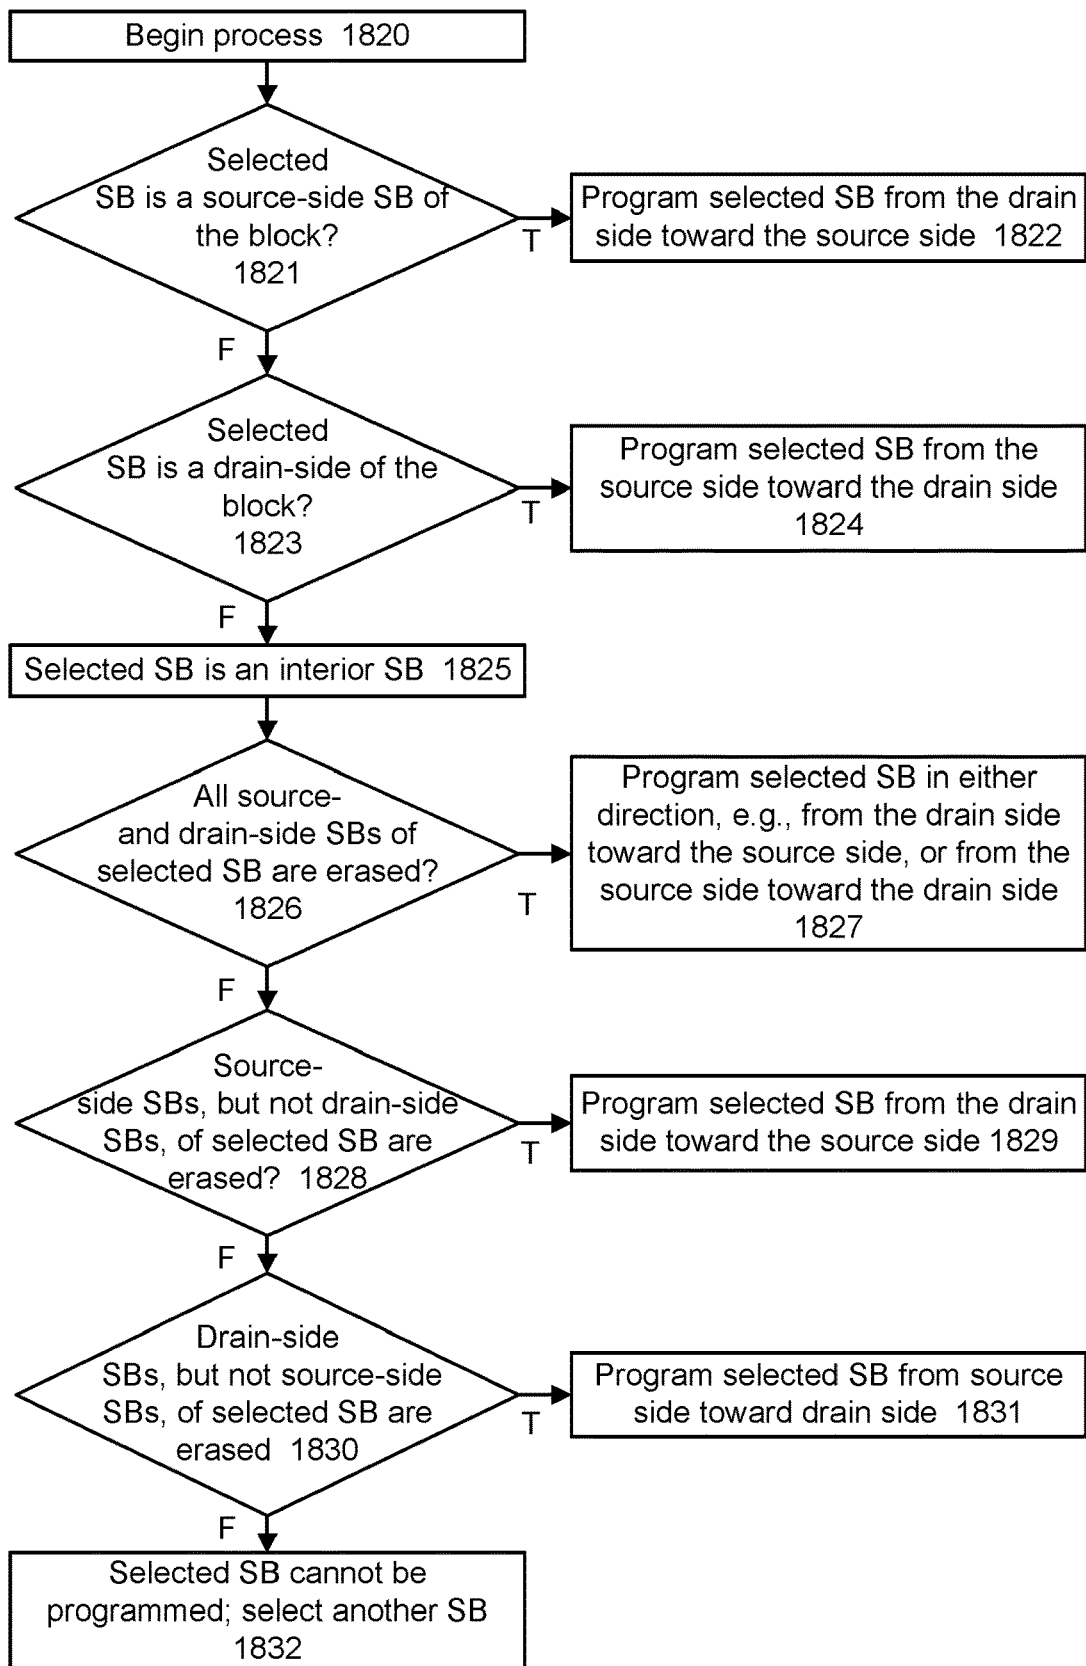 Begin process 1820
Selected
SB is a source-side SB of
the block?
1821
T
Program selected SB from the drain
side toward the source side 1822
F
Selected
SB is a drain-side of the
block?
1823
T
Program selected SB from the
source side toward the drain side
1824
F
Selected SB is an interior SB 1825
All source-
and drain-side SBs of
selected SB are erased?
1826
T
Program selected SB in either
direction, e.g., from the drain side
toward the source side, or from the
source side toward the drain side
1827
F
Source-
side SBs, but not drain-side
SBs, of selected SB are
erased? 1828
T
Program selected SB from the drain
side toward the source side 1829
F
Drain-side
SBs, but not source-side
SBs, of selected SB are
erased 1830
T
Program selected SB from source
side toward drain side 1831
F
Selected SB cannot be
programmed; select another SB
1832